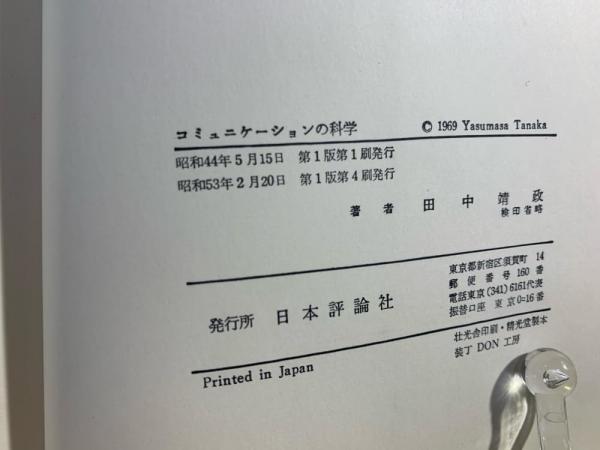 コミュニケーションの科学 © 1969 Yasumasa Tanaka
昭和44年5月15日 第1版第1刷発行
昭和53年2月20日 第1版第4刷発行
著者 田中靖政
検印省略
発行所 日本評論社
東京都新宿区須賀町 14
郵便番号 160 番
電話東京(341)6161代表
振替口座 東京0=16番
壮光舎印刷・精光堂製本
装丁 DON 工房
Printed in Japan